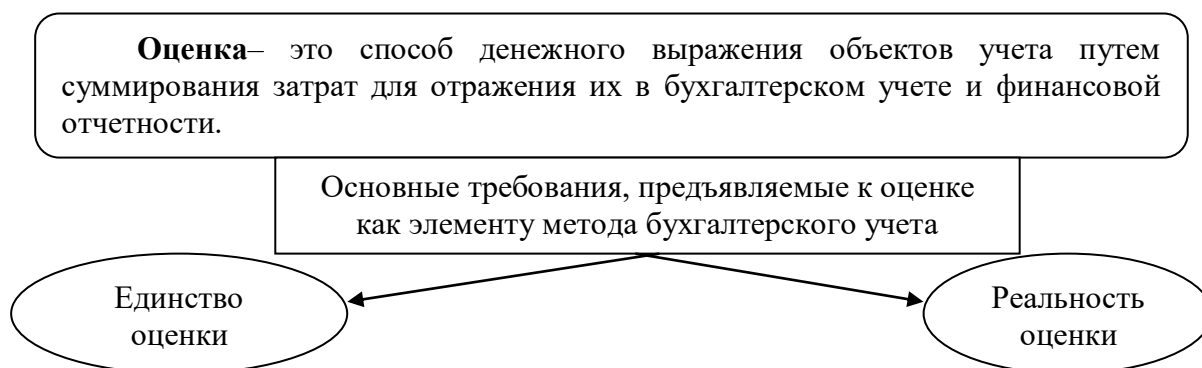 Оценка– это способ денежного выражения объектов учета путем
суммирования затрат для отражения их в бухгалтерском учете и финансовой
отчетности.
Основные требования, предъявляемые к оценке
как элементу метода бухгалтерского учета
Единство
оценки
Реальность
оценки